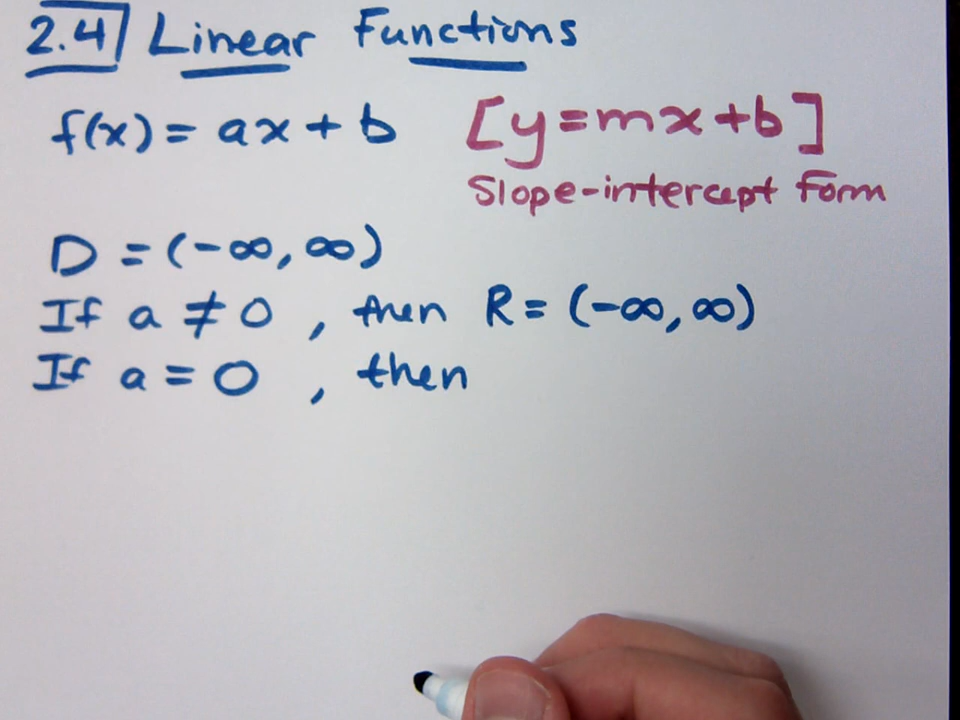 2.4 Linear Functions
f(x) = ax + b [y = mx + b]
Slope-intercept Form
D = (-∞, ∞)
If a ≠ 0, then R = (-∞, ∞)
If a = 0, then